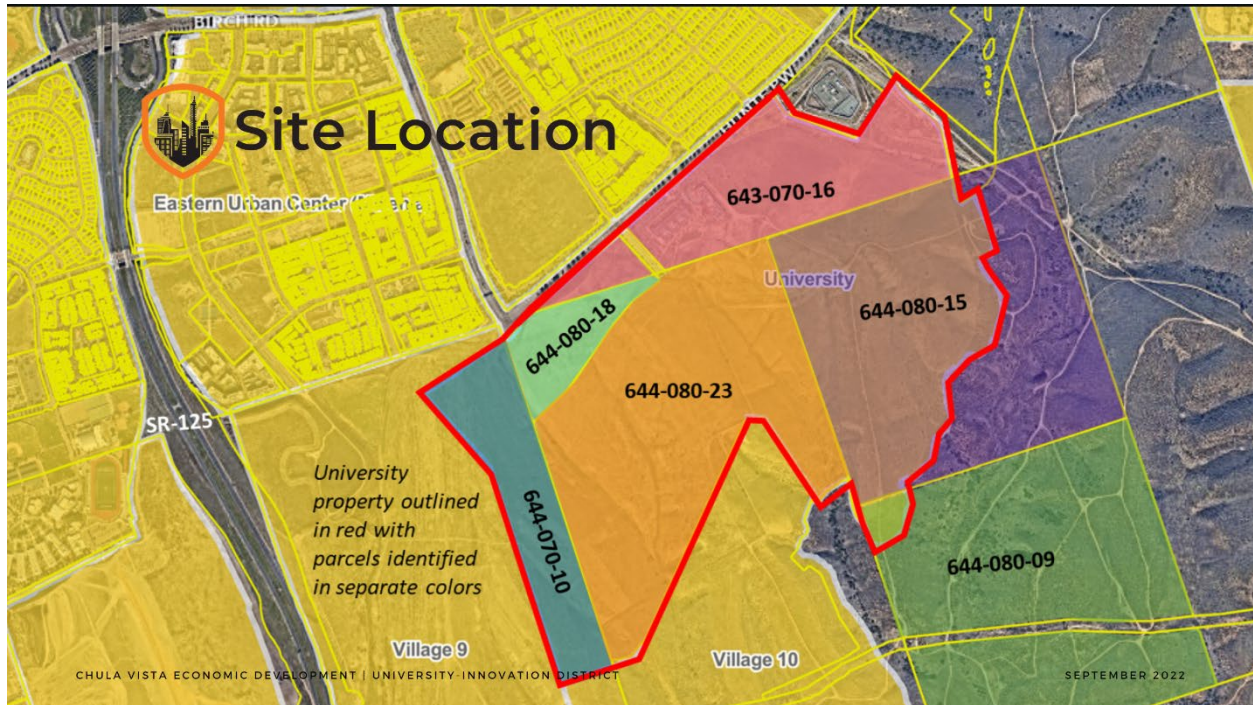 BIRCH RD
Site Location
Eastern Urban Center
643-070-16
University
644-080-15
644-080-18
644-080-23
SR-125
University
property outlined
in red with
parcels identified
in separate colors
644-070-10
644-080-09
Village 9
Village 10
CHULA VISTA ECONOMIC DEVELOPMENT | UNIVERSITY-INNOVATION DISTRICT
SEPTEMBER 2022